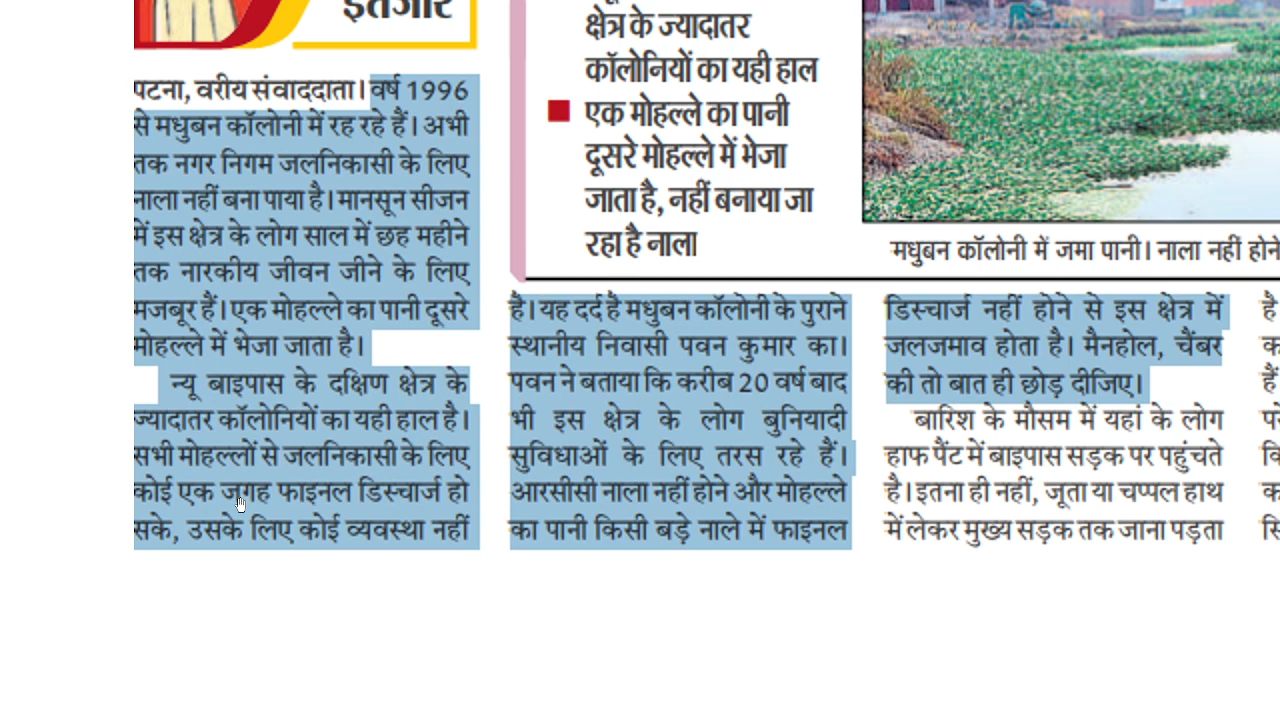 इंतजार
पटना, वरीय संवाददाता। वर्ष 1996
से मधुबन कॉलोनी में रह रहे हैं। अभी
तक नगर निगम जलनिकासी के लिए
नाला नहीं बना पाया है। मानसून सीजन
में इस क्षेत्र के लोग साल में छह महीने
तक नारकीय जीवन जीने के लिए
मजबूर हैं। एक मोहल्ले का पानी दूसरे
मोहल्ले में भेजा जाता है।
न्यू बाइपास के दक्षिण क्षेत्र के
ज्यादातर कॉलोनियों का यही हाल है।
सभी मोहल्लों से जलनिकासी के लिए
कोई एक जगह फाइनल डिस्चार्ज हो
सके, उसके लिए कोई व्यवस्था नहीं
क्षेत्र के ज्यादातर
कॉलोनियों का यही हाल
एक मोहल्ले का पानी
दूसरे मोहल्ले में भेजा
जाता है, नहीं बनाया जा
रहा है नाला
मधुबन कॉलोनी में जमा पानी। नाला नहीं होने
है। यह दर्द है मधुबन कॉलोनी के पुराने
स्थानीय निवासी पवन कुमार का।
पवन ने बताया कि करीब 20 वर्ष बाद
भी इस क्षेत्र के लोग बुनियादी
सुविधाओं के लिए तरस रहे हैं।
आरसीसी नाला नहीं होने और मोहल्ले
का पानी किसी बड़े नाले में फाइनल
डिस्चार्ज नहीं होने से इस क्षेत्र में
जलजमाव होता है। मैनहोल, चैंबर
की तो बात ही छोड़ दीजिए।
बारिश के मौसम में यहां के लोग
हाफ पैंट में बाइपास सड़क पर पहुंचते
है। इतना ही नहीं, जूता या चप्पल हाथ
में लेकर मुख्य सड़क तक जाना पड़ता
है
हैं